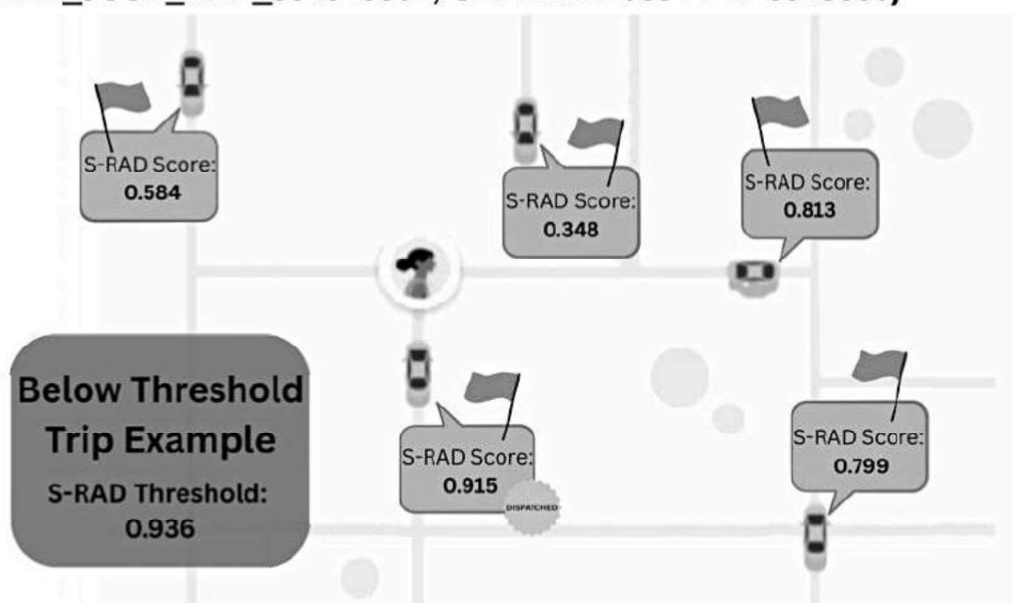 S-RAD Score:
0.584
S-RAD Score:
0.348
S-RAD Score:
0.813
Below Threshold
Trip Example
S-RAD Threshold:
0.936
S-RAD Score:
0.915
DISPATCHED
S-RAD Score:
0.799